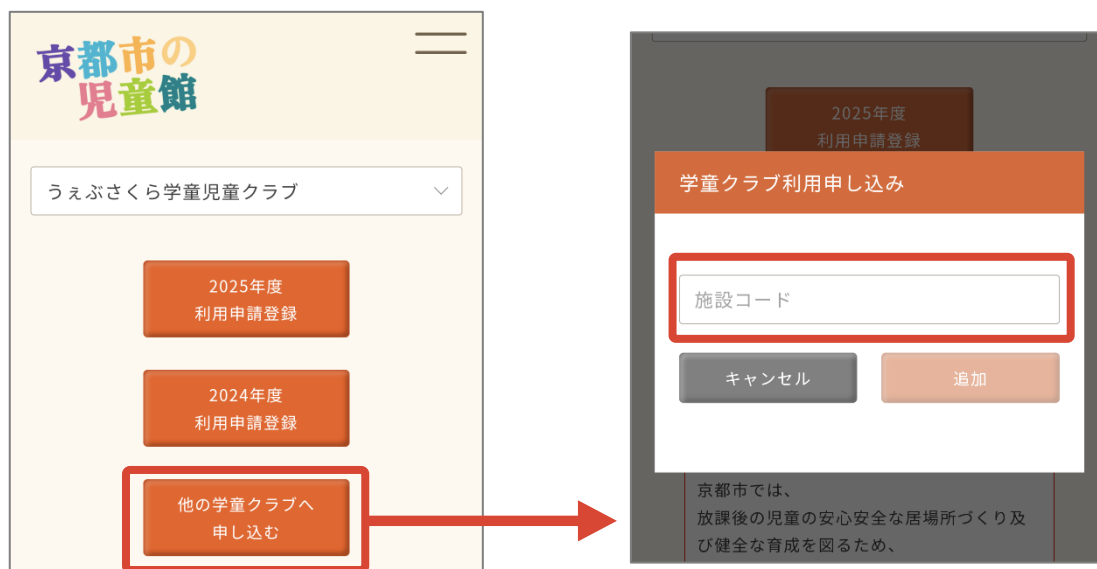 京都市の
児童館
うぇぶさくら学童児童クラブ
2025年度
利用申請登録
2024年度
利用申請登録
他の学童クラブへ
申し込む
2025年度
利用申請登録
学童クラブ利用申し込み
施設コード
キャンセル
追加
京都市では、
放課後の児童の安心安全な居場所づくり及
び健全な育成を図るため、